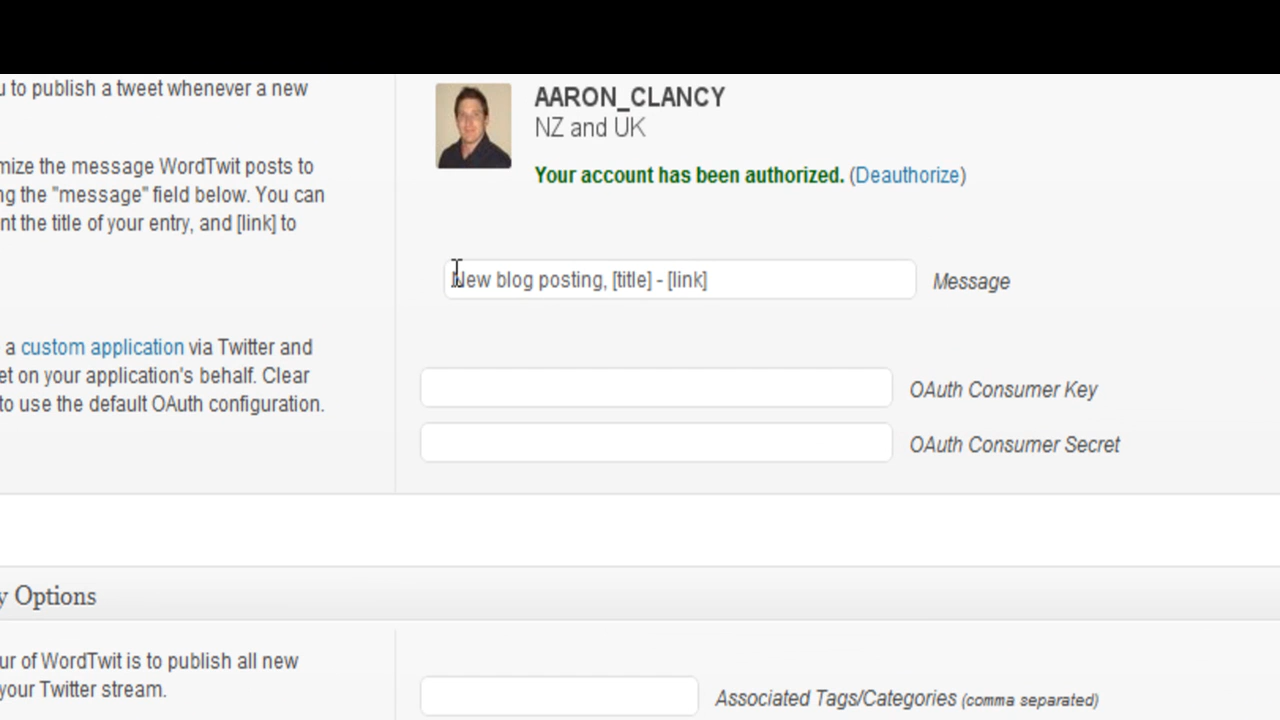 u to publish a tweet whenever a new
mize the message WordTwit posts to
ng the "message" field below. You can
nt the title of your entry, and [link] to
a custom application via Twitter and
et on your application's behalf. Clear
to use the default OAuth configuration.
AARON_CLANCY
NZ and UK
Your account has been authorized. (Deauthorize)
New blog posting, [title] - [link]
Message
OAuth Consumer Key
OAuth Consumer Secret
y Options
ur of WordTwit is to publish all new
your Twitter stream.
Associated Tags/Categories (comma separated)